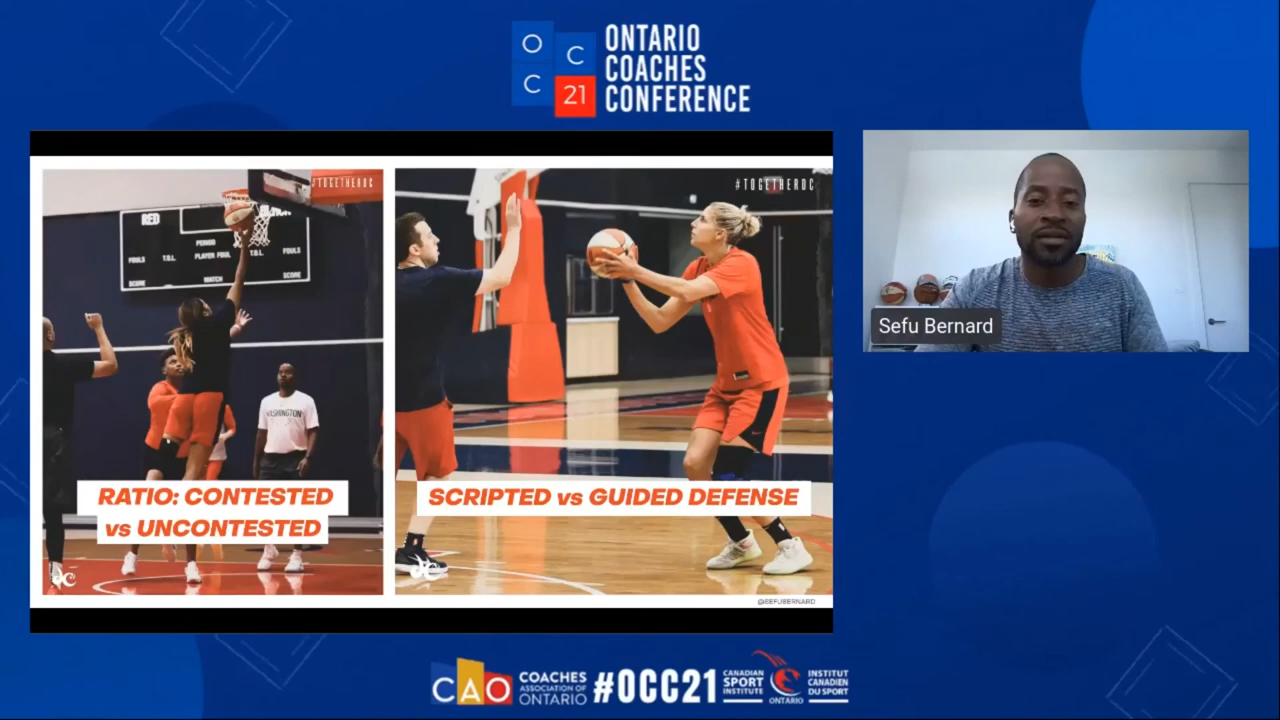 OCC 21
ONTARIO
COACHES
CONFERENCE
#TOGETHERDC
RED
PERIOD
FOULS
T.O.L
PLAYER FOUL
T.O.L
FOULS
SCORE
MATCH
SCORE
WASHINGTON
RATIO: CONTESTED
vs UNCONTESTED
#TOGETHERDC
SCRIPTED vs GUIDED DEFENSE
@SEFUBERNARD
Sefu Bernard
CAO
COACHES
ASSOCIATION OF
ONTARIO
#OCC21
CANADIAN
SPORT
INSTITUTE
ONTARIO
INSTITUT
CANADIEN
DU SPORT